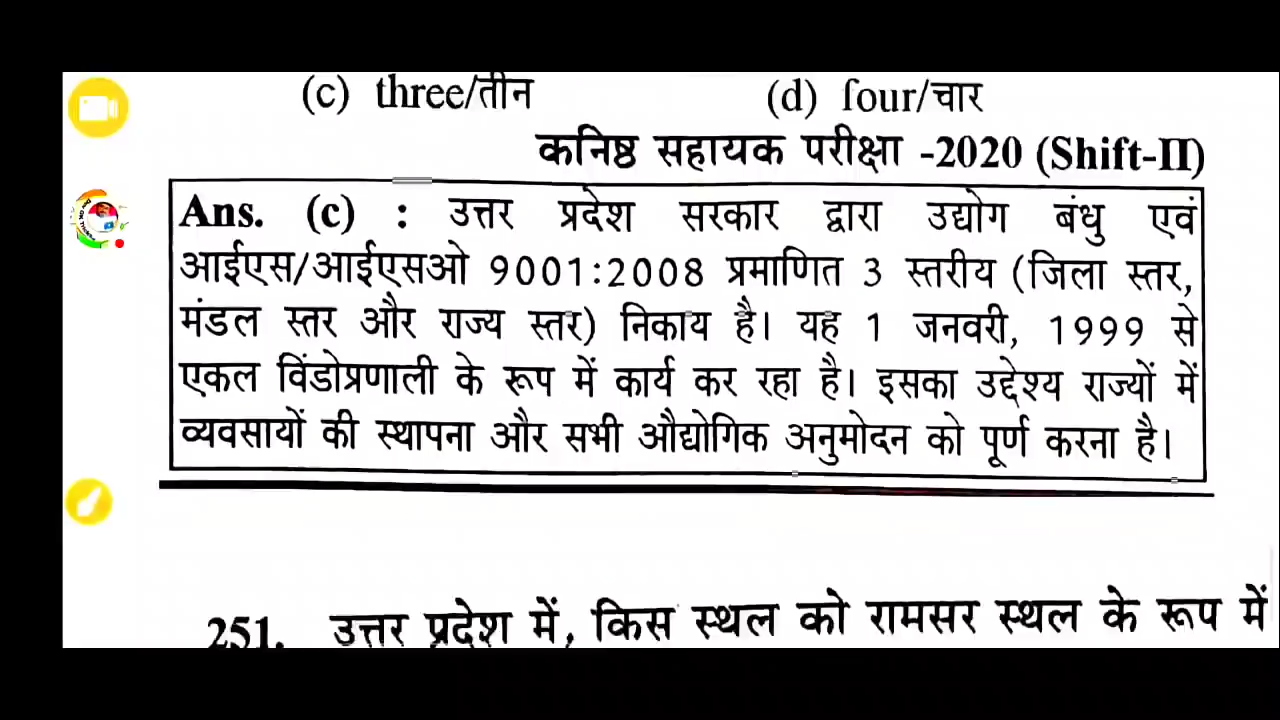 (c) three/तीन (d) four/चार
कनिष्ठ सहायक परीक्षा -2020 (Shift-II)
Ans. (c) : उत्तर प्रदेश सरकार द्वारा उद्योग बंधु एवं
आईएस/आईएसओ 9001:2008 प्रमाणित 3 स्तरीय (जिला स्तर,
मंडल स्तर और राज्य स्तर) निकाय है। यह 1 जनवरी, 1999 से
एकल विंडोप्रणाली के रूप में कार्य कर रहा है। इसका उद्देश्य राज्यों में
व्यवसायों की स्थापना और सभी औद्योगिक अनुमोदन को पूर्ण करना है।
251. उत्तर प्रदेश में, किस स्थल को रामसर स्थल के रूप में